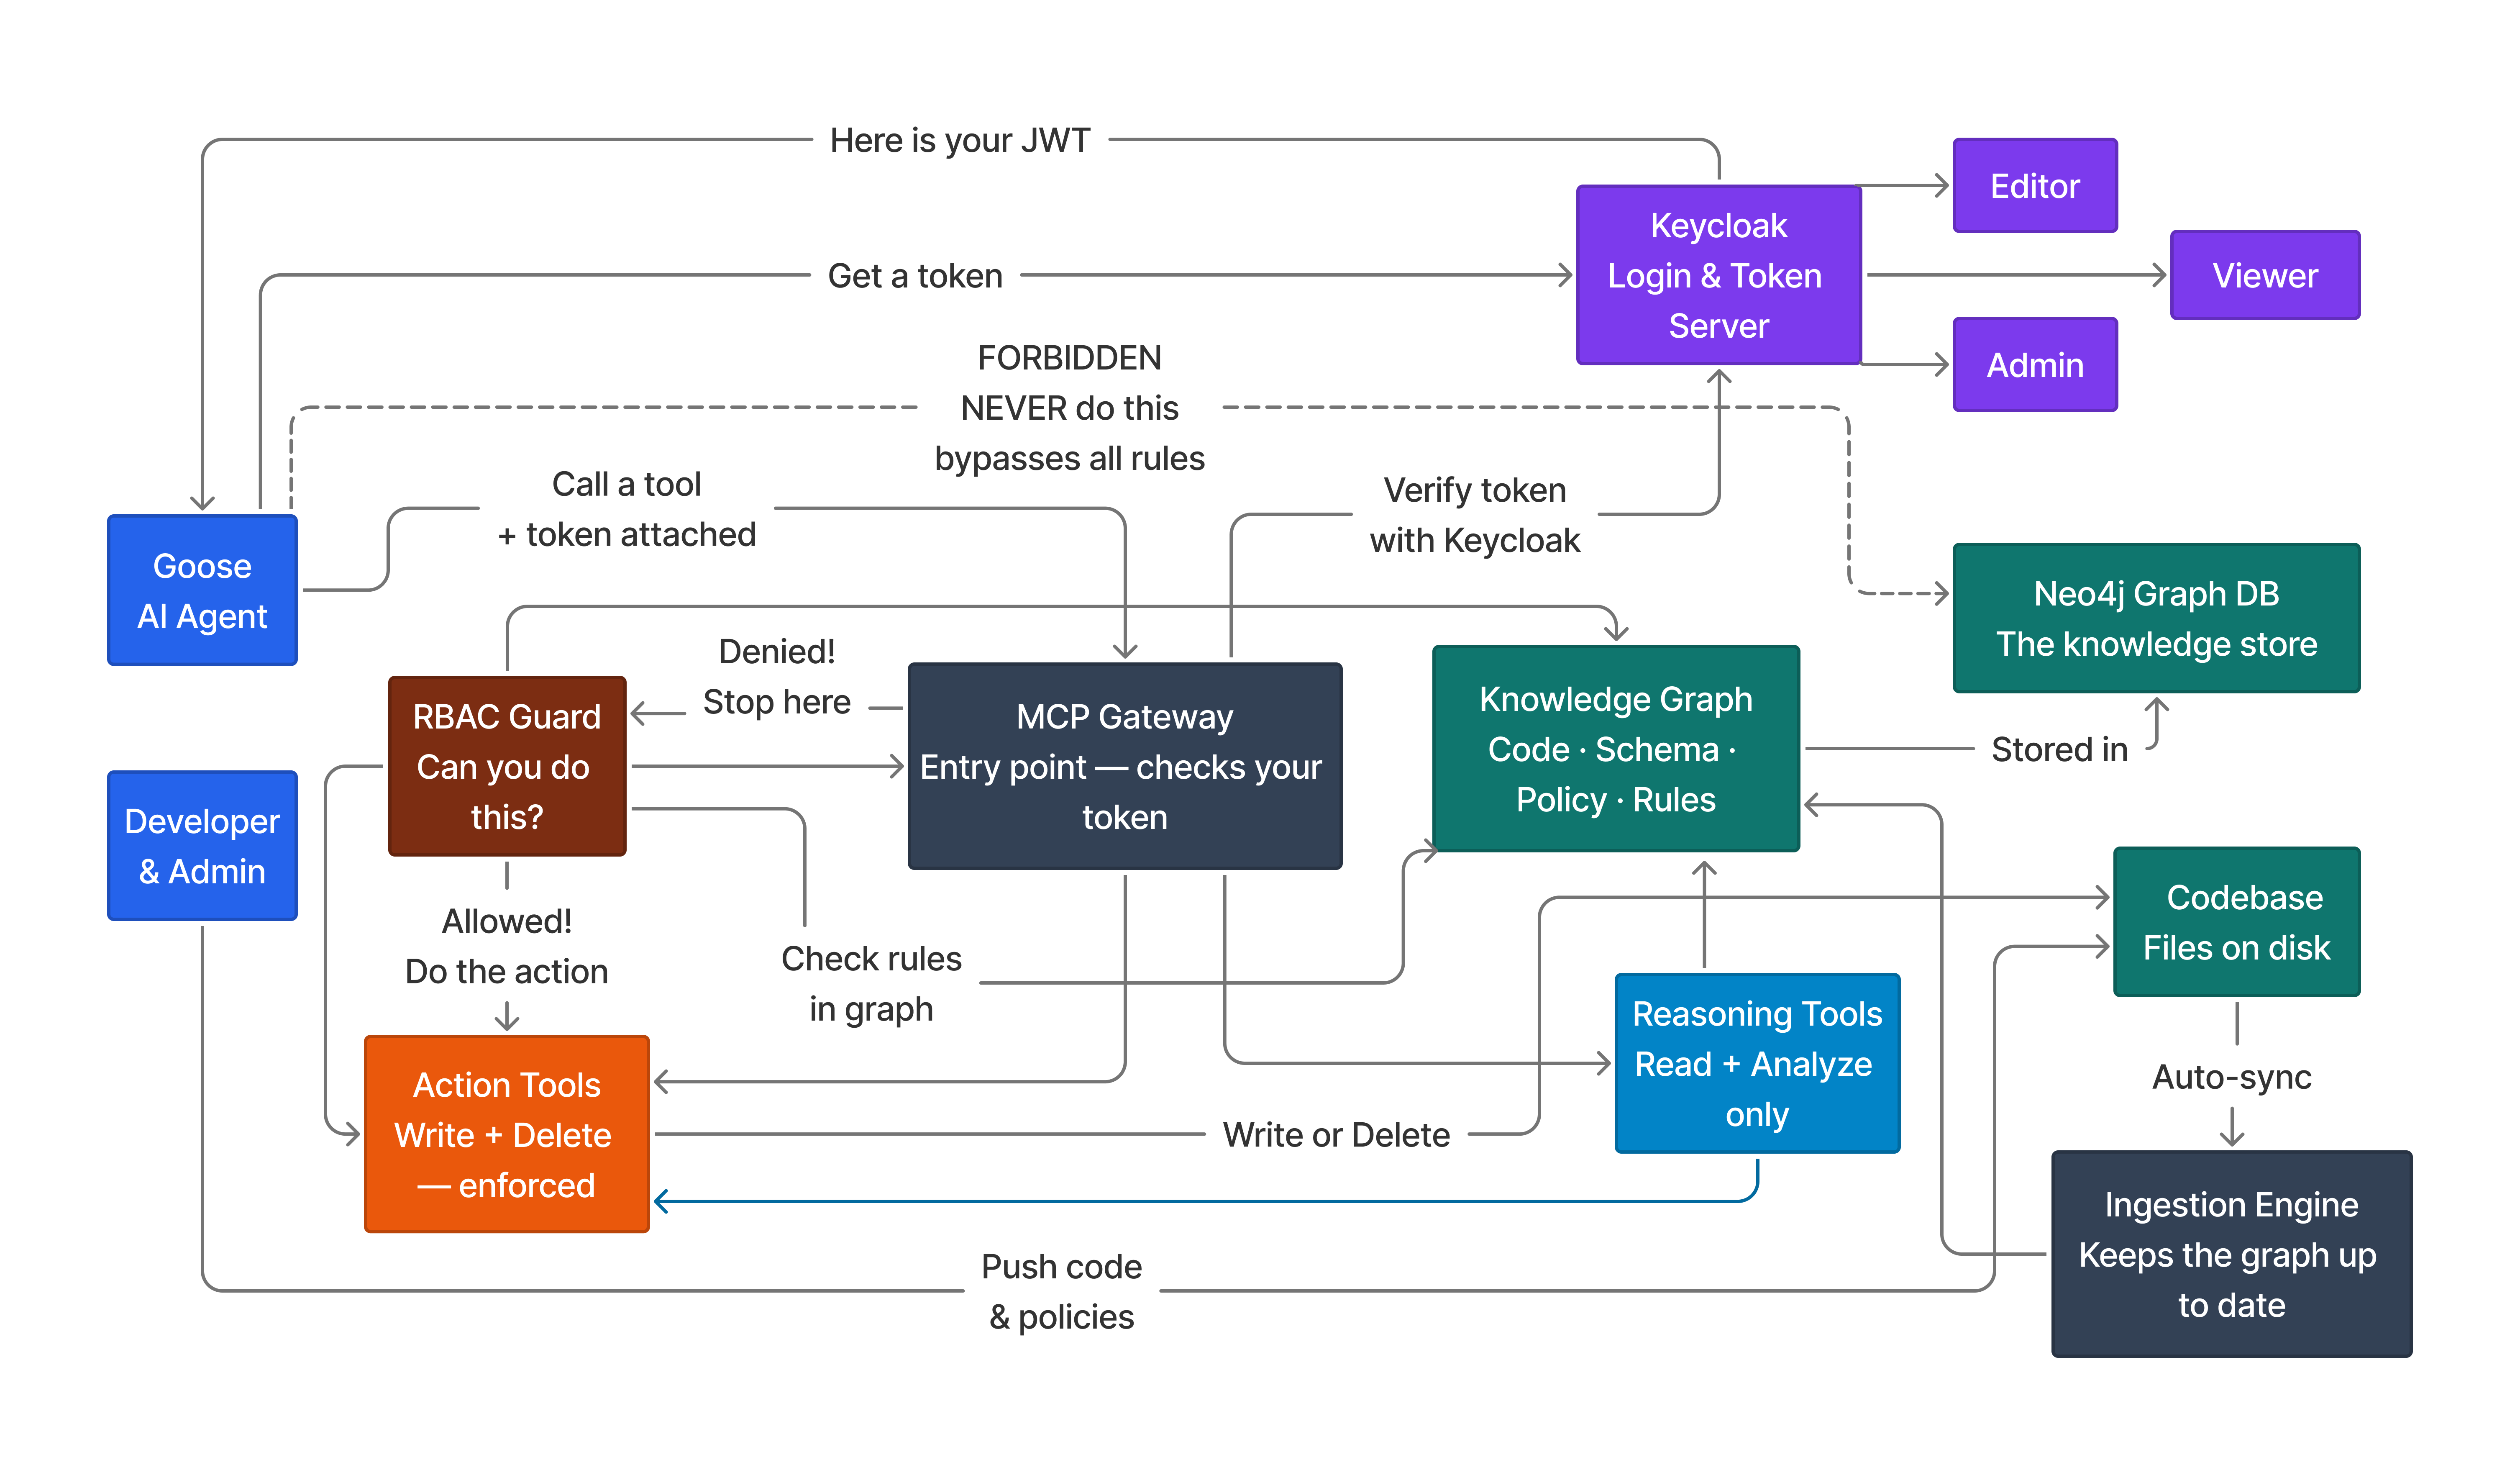 Here is your JWT
Editor
Keycloak
Login & Token
Server
Get a token
Viewer
Admin
FORBIDDEN
NEVER do this
bypasses all rules
Call a tool
+ token attached
Verify token
with Keycloak
Goose
AI Agent
Neo4j Graph DB
The knowledge store
Denied!
Stop here
RBAC Guard
Can you do
this?
MCP Gateway
Entry point — checks your
token
Knowledge Graph
Code · Schema ·
Policy · Rules
Stored in
Developer
& Admin
Allowed!
Do the action
Check rules
in graph
Codebase
Files on disk
Reasoning Tools
Read + Analyze
only
Auto-sync
Action Tools
Write + Delete
— enforced
Write or Delete
Ingestion Engine
Keeps the graph up
to date
Push code
& policies